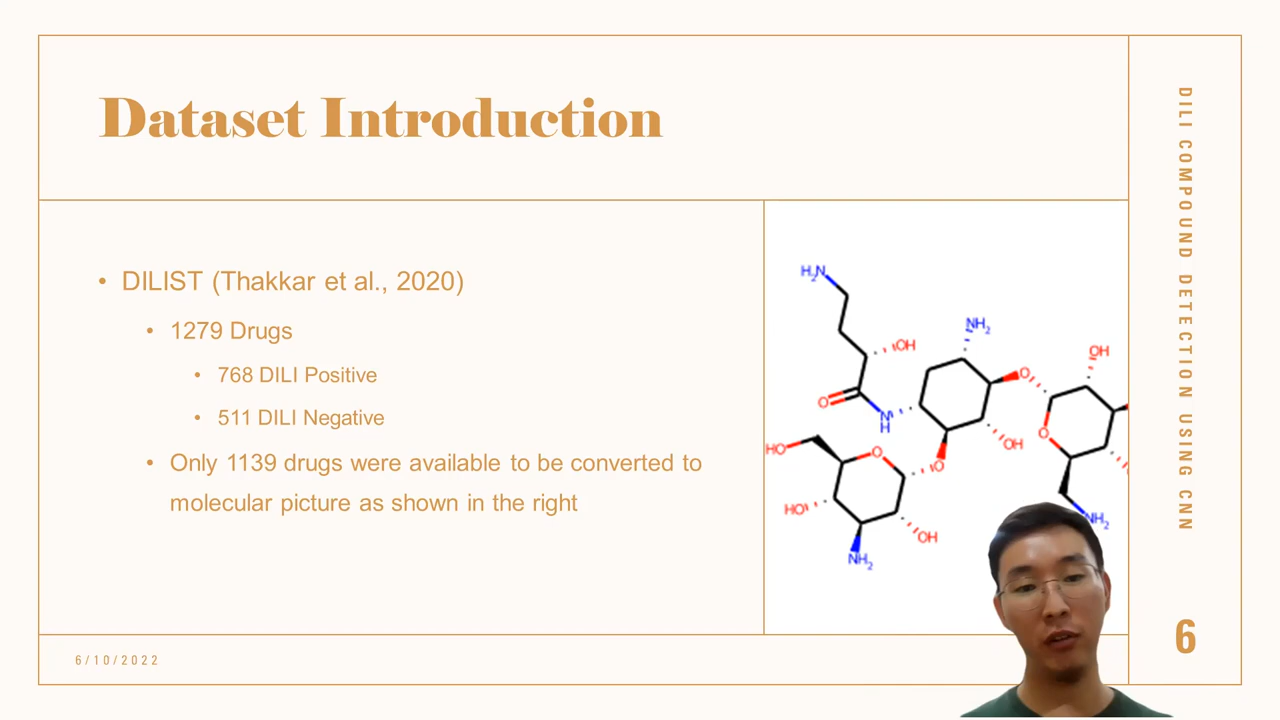 Dataset Introduction
• DILIST (Thakkar et al., 2020)
• 1279 Drugs
• 768 DILI Positive
• 511 DILI Negative
• Only 1139 drugs were available to be converted to
molecular picture as shown in the right
H₂N
OH
O
N
H
NH₂
O
OH
OH
O
O
HO
O
HO
OH
NH₂
NH₂
DILI COMPOUND DETECTION USING CNN
6/10/2022
6